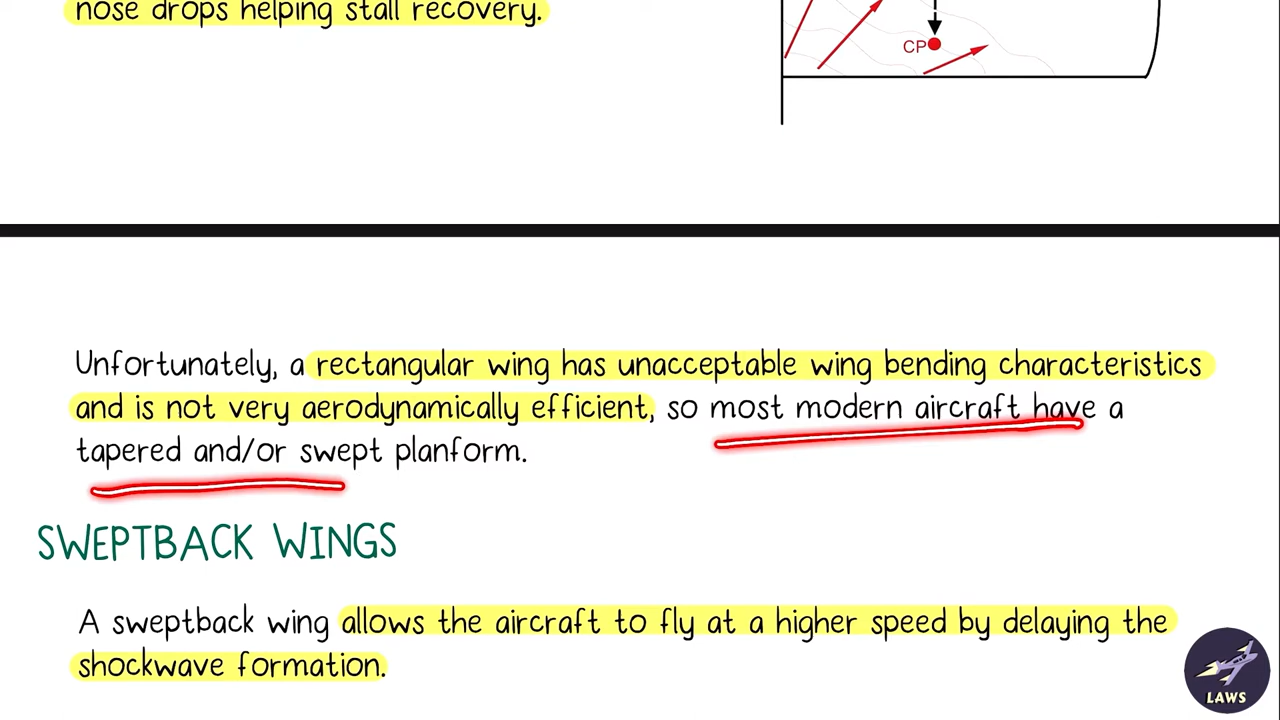 nose drops helping stall recovery.
CP
Unfortunately, a rectangular wing has unacceptable wing bending characteristics
and is not very aerodynamically efficient, so most modern aircraft have a
tapered and/or swept planform.
SWEPTBACK WINGS
A sweptback wing allows the aircraft to fly at a higher speed by delaying the
shockwave formation.
LAWS